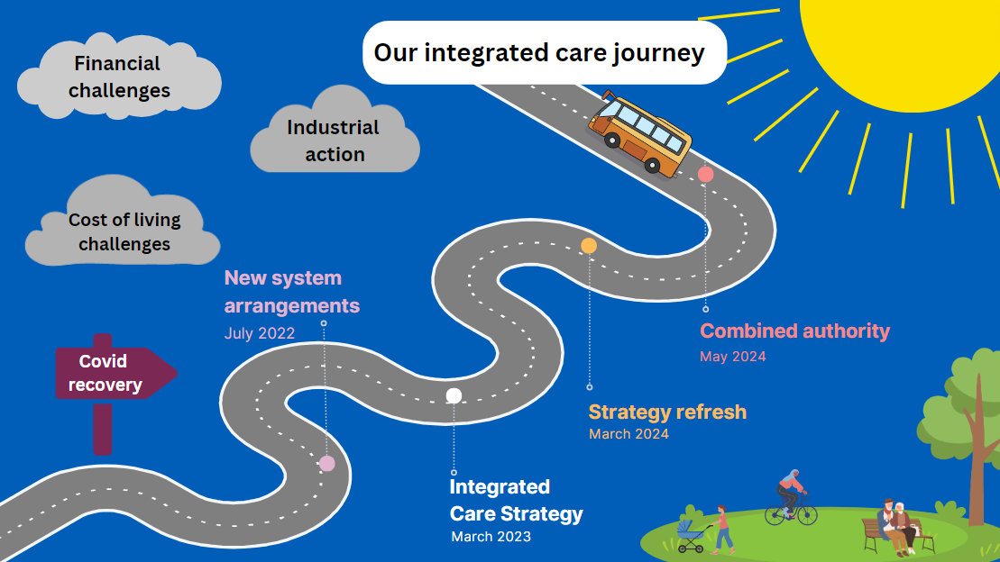 Our integrated care journey
Financial
challenges
Industrial
action
Cost of living
challenges
New system
arrangements
July 2022
Covid
recovery
Combined authority
May 2024
Strategy refresh
March 2024
Integrated
Care Strategy
March 2023